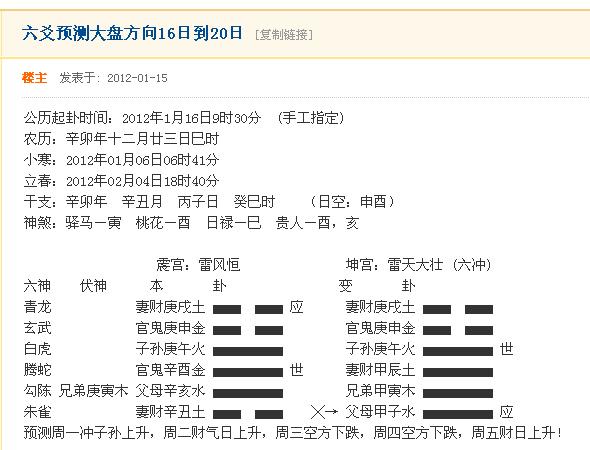 六爻预测大盘方向16日到20日 [复制链接]
楼主 发表于: 2012-01-15
公历起卦时间: 2012年1月16日9时30分 (手工指定)
农历: 辛卯年十二月廿三日巳时
小寒: 2012年01月06日06时41分
立春: 2012年02月04日18时40分
干支: 辛卯年 辛丑月 丙子日 癸巳时 (日空: 申酉)
神煞: 驿马—寅 桃花—酉 日禄—巳 贵人—酉, 亥
震宫: 雷风恒 坤宫: 雷天大壮 (六冲)
六神 伏神 本 卦 变 卦
青龙 妻财庚戌土 应 妻财庚戌土
玄武 官鬼庚申金 官鬼庚申金
白虎 子孙庚午火 子孙庚午火 世
腾蛇 官鬼辛酉金 世 妻财甲辰土
勾陈 兄弟庚寅木 父母辛亥水 兄弟甲寅木
朱雀 妻财辛丑土 ╳→ 父母甲子水 应
预测周一冲子孙上升, 周二财气日上升, 周三空方下跌, 周四空方下跌, 周五财日上升!